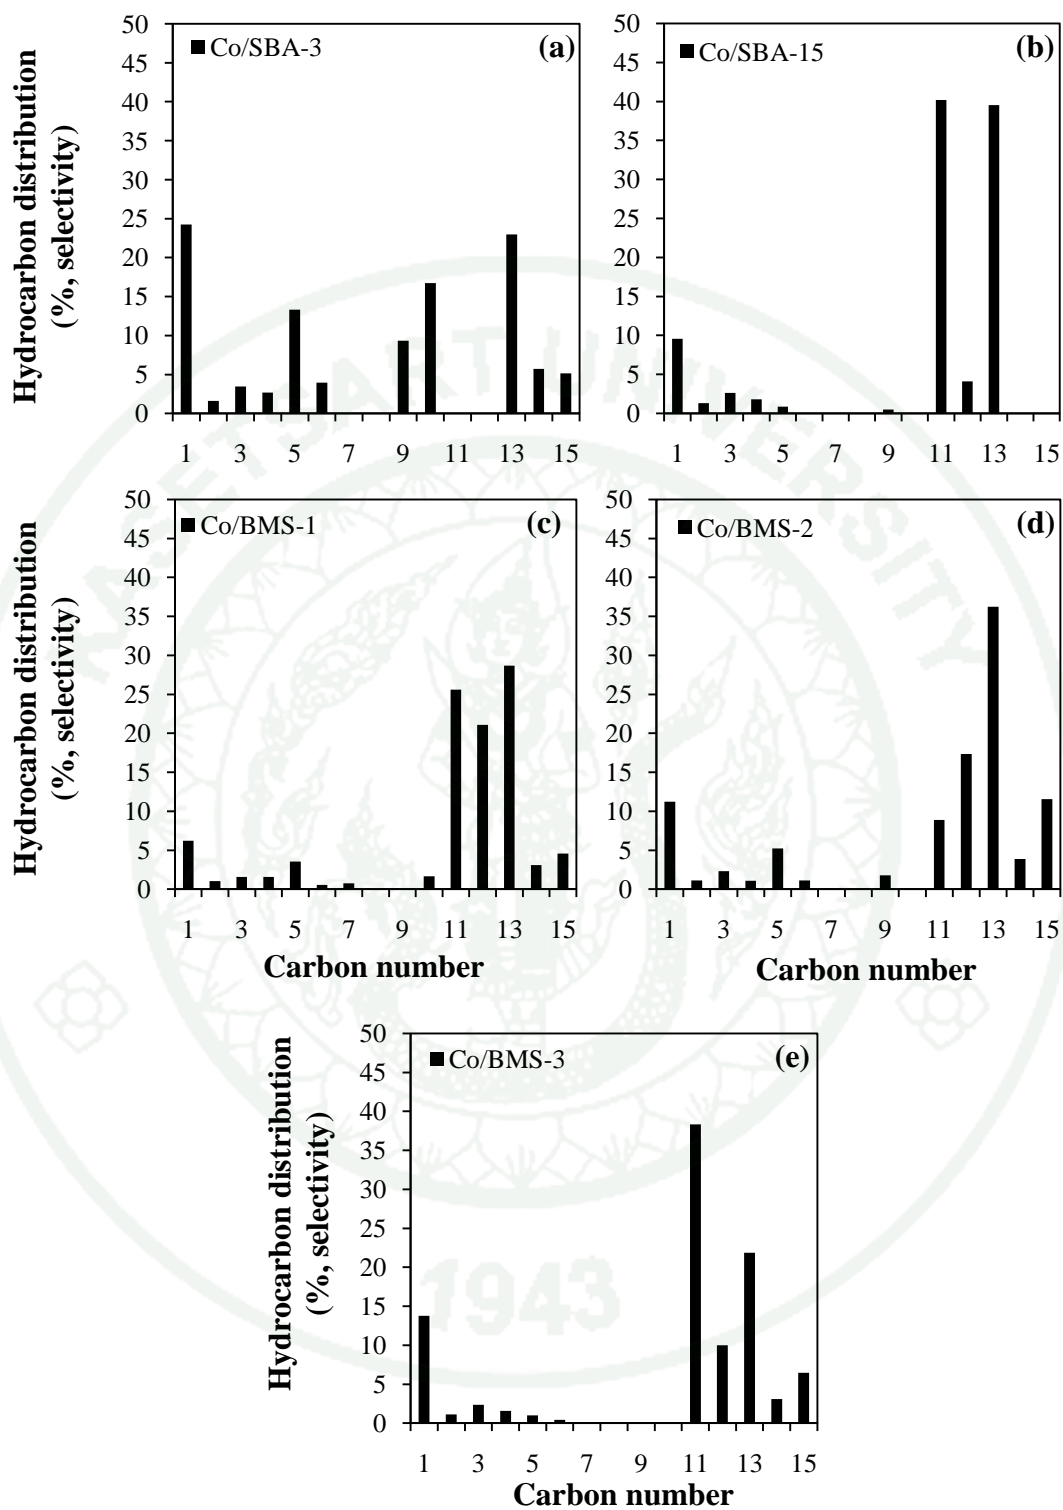 Hydrocarbon distribution
(%, selectivity)
50
45
40
35
30
25
20
15
10
5
0
Co/SBA-3
(a)
1 3 5 7 9 11 13 15
50
45
40
35
30
25
20
15
10
5
0
Co/SBA-15
(b)
1 3 5 7 9 11 13 15
Hydrocarbon distribution
(%, selectivity)
50
45
40
35
30
25
20
15
10
5
0
Co/BMS-1
(c)
1 3 5 7 9 11 13 15
Carbon number
50
45
40
35
30
25
20
15
10
5
0
Co/BMS-2
(d)
1 3 5 7 9 11 13 15
Carbon number
Hydrocarbon distribution
(%, selectivity)
50
45
40
35
30
25
20
15
10
5
0
Co/BMS-3
(e)
1 3 5 7 9 11 13 15
Carbon number
KASETSART UNIVERSITY
1943